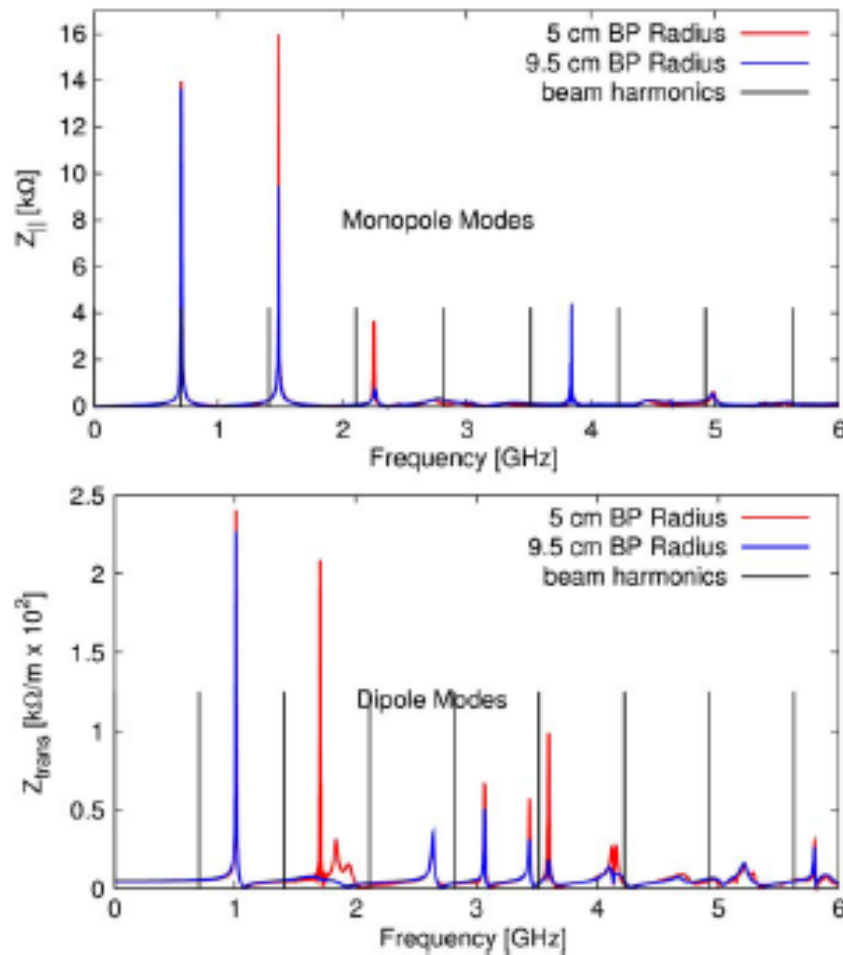 16
14
12
10
8
6
4
2
0
Z|| [kΩ]
5 cm BP Radius
9.5 cm BP Radius
beam harmonics
Monopole Modes
0 1 2 3 4 5 6
Frequency [GHz]
2.5
2
1.5
1
0.5
0
Ztrans [kΩ/m x 10²]
5 cm BP Radius
9.5 cm BP Radius
beam harmonics
Dipole Modes
0 1 2 3 4 5 6
Frequency [GHz]